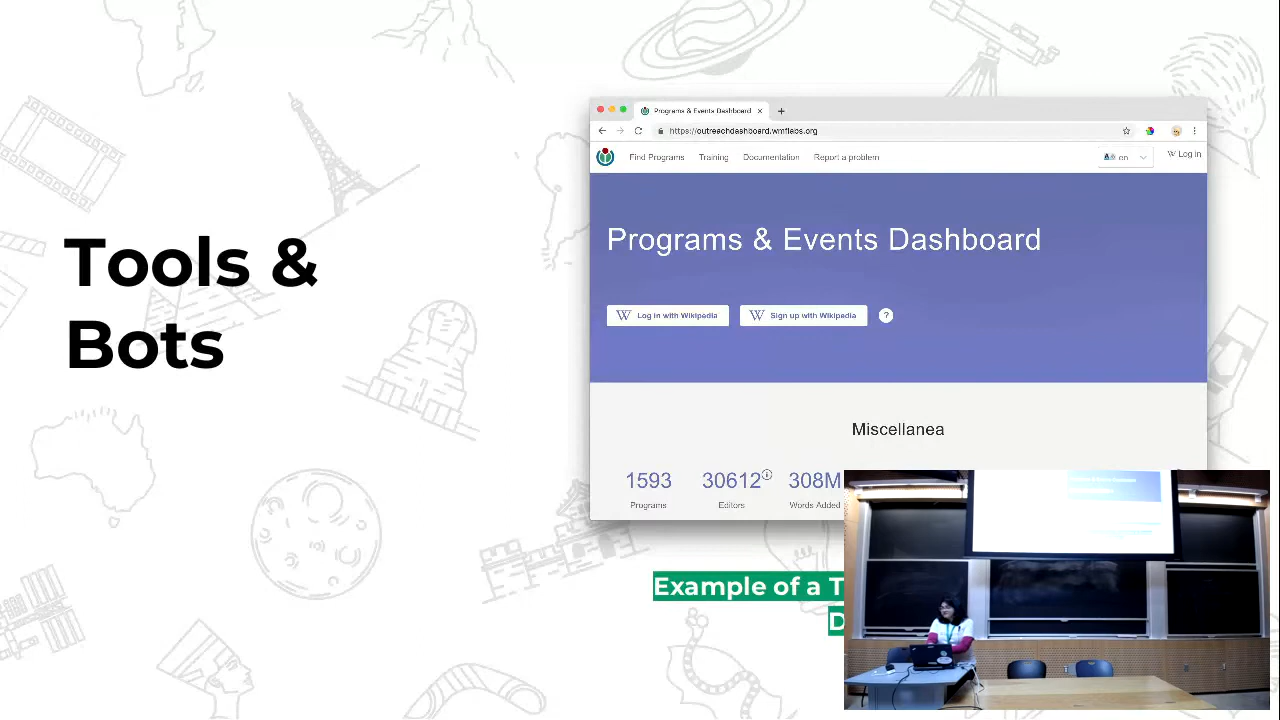 Tools &
Bots
Programs & Events Dashboard
https://outreachdashboard.wmflabs.org
Find Programs Training Documentation Report a problem
en
Log in
Programs & Events Dashboard
Log in with Wikipedia
Sign up with Wikipedia
?
Miscellanea
1593 30612 308M
Programs Editors Words Added
Example of a T
D